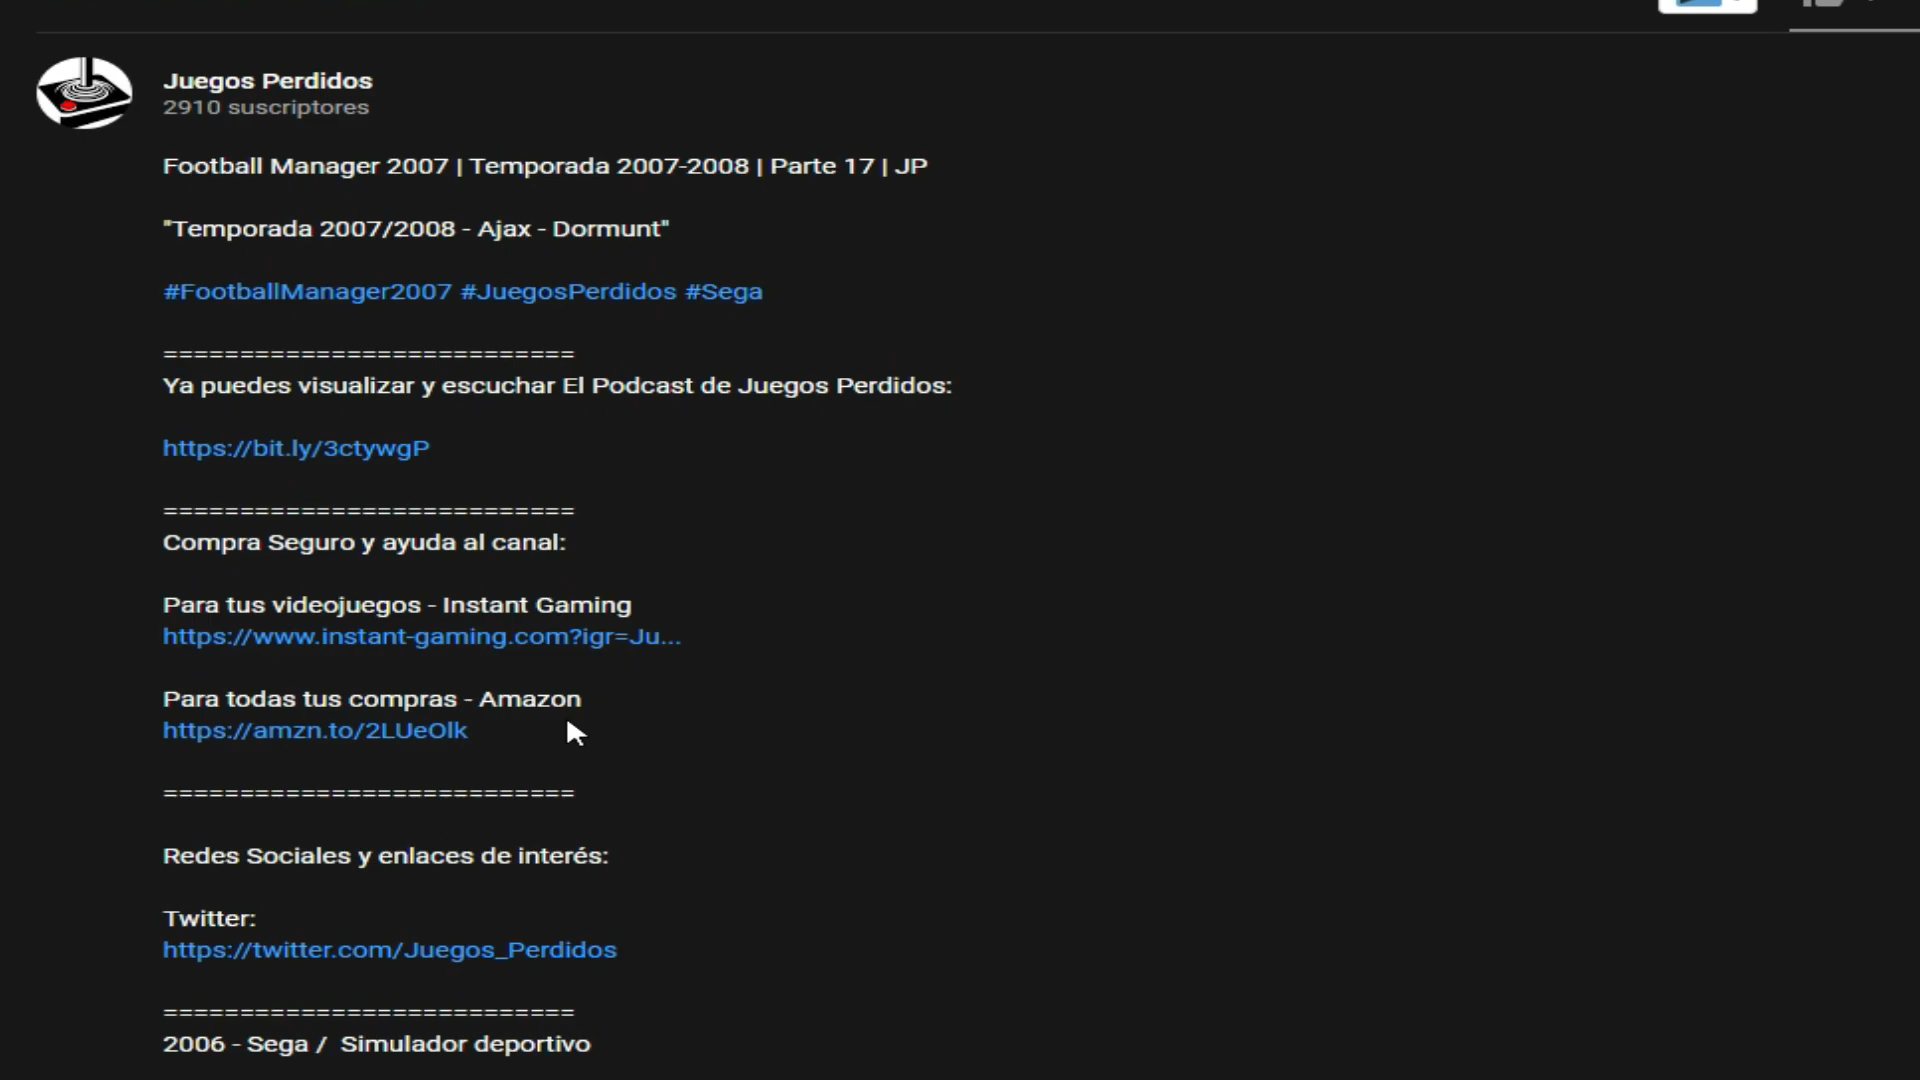 Juegos Perdidos
2910 suscriptores
Football Manager 2007 | Temporada 2007-2008 | Parte 17 | JP
"Temporada 2007/2008 - Ajax - Dormunt"
#FootballManager2007 #JuegosPerdidos #Sega
===========================
Ya puedes visualizar y escuchar El Podcast de Juegos Perdidos:
https://bit.ly/3ctywgP
===========================
Compra Seguro y ayuda al canal:
Para tus videojuegos - Instant Gaming
https://www.instant-gaming.com?igr=Ju...
Para todas tus compras - Amazon
https://amzn.to/2LUeOlk
===========================
Redes Sociales y enlaces de interés:
Twitter:
https://twitter.com/Juegos_Perdidos
===========================
2006 - Sega /  Simulador deportivo